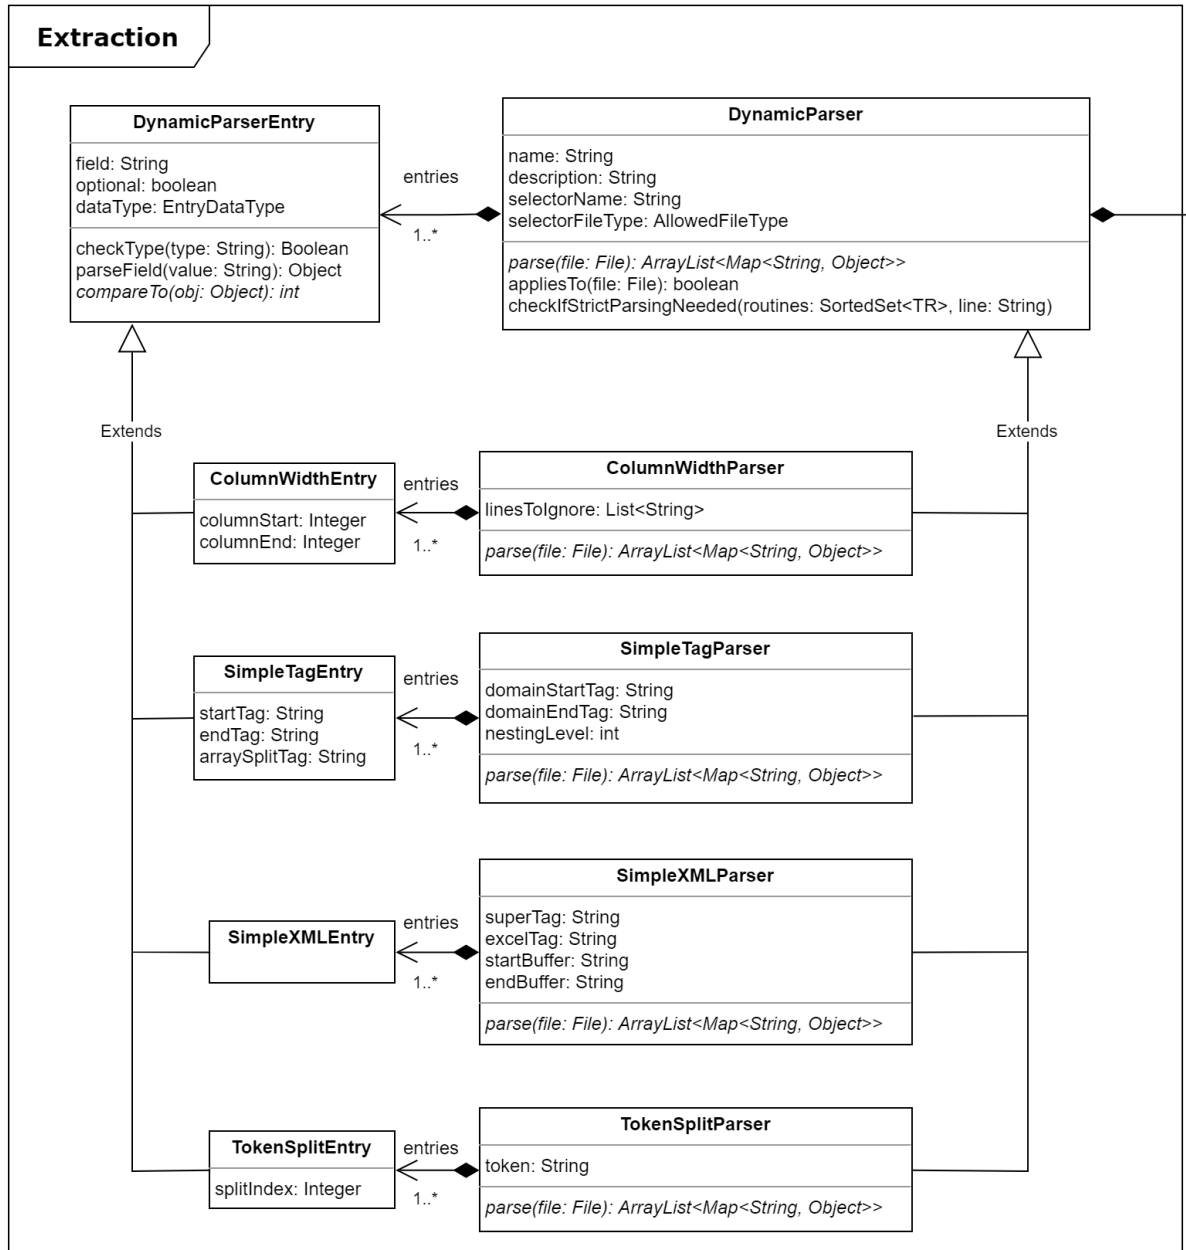 Extraction
DynamicParserEntry
field: String
optional: boolean
dataType: EntryDataType
checkType(type: String): Boolean
parseField(value: String): Object
compareTo(obj: Object): int
entries
1..*
DynamicParser
name: String
description: String
selectorName: String
selectorFileType: AllowedFileType
parse(file: File): ArrayList<Map<String, Object>>
appliesTo(file: File): boolean
checkIfStrictParsingNeeded(routines: SortedSet<TR>, line: String)
Extends
Extends
ColumnWidthEntry
columnStart: Integer
columnEnd: Integer
entries
1..*
ColumnWidthParser
linesToIgnore: List<String>
parse(file: File): ArrayList<Map<String, Object>>
SimpleTagEntry
startTag: String
endTag: String
arraySplitTag: String
entries
1..*
SimpleTagParser
domainStartTag: String
domainEndTag: String
nestingLevel: int
parse(file: File): ArrayList<Map<String, Object>>
SimpleXMLEntry
entries
1..*
SimpleXMLParser
superTag: String
excelTag: String
startBuffer: String
endBuffer: String
parse(file: File): ArrayList<Map<String, Object>>
TokenSplitEntry
splitIndex: Integer
entries
1..*
TokenSplitParser
token: String
parse(file: File): ArrayList<Map<String, Object>>